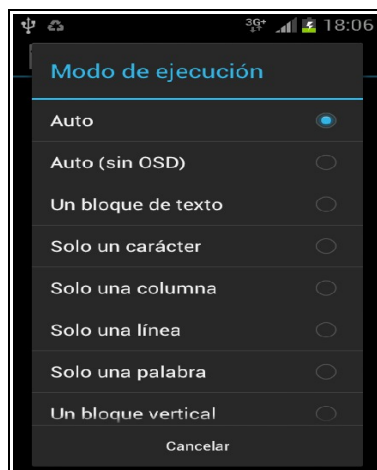 3G+ 18:06
Modo de ejecución
Auto
Auto (sin OSD)
Un bloque de texto
Solo un carácter
Solo una columna
Solo una línea
Solo una palabra
Un bloque vertical
Cancelar